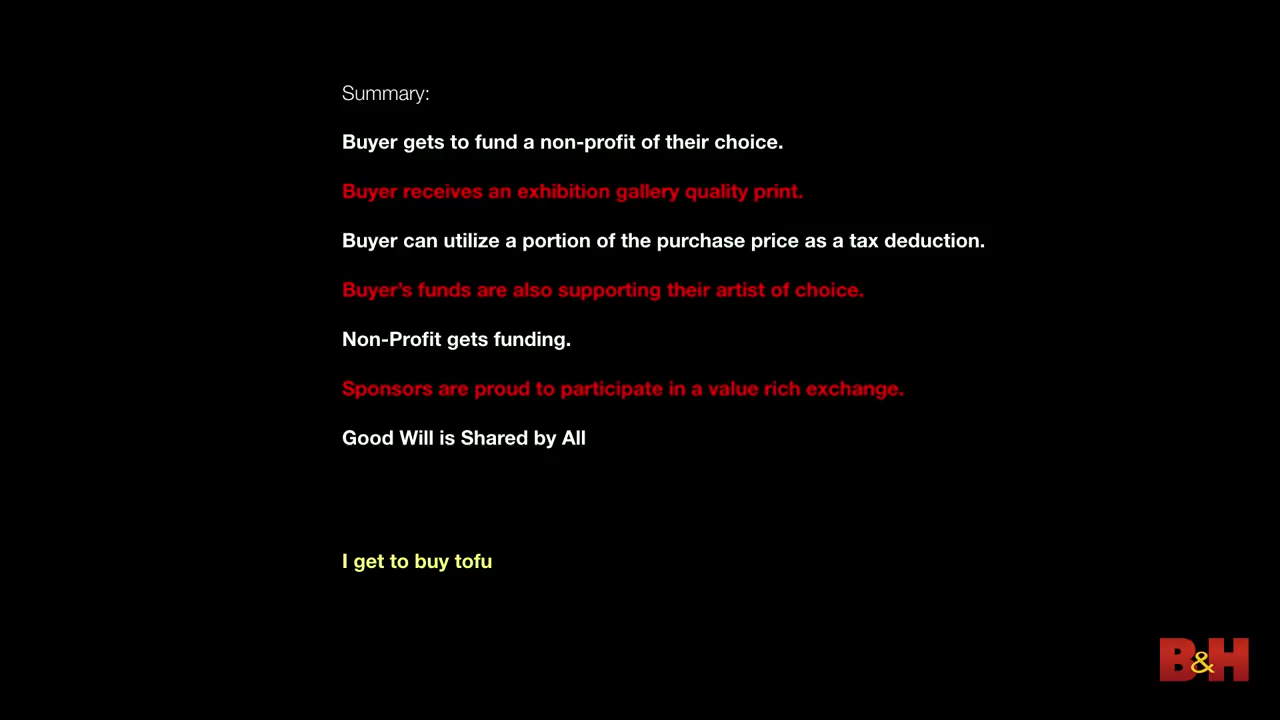 Summary:
Buyer gets to fund a non-profit of their choice.
Buyer receives an exhibition gallery quality print.
Buyer can utilize a portion of the purchase price as a tax deduction.
Buyer's funds are also supporting their artist of choice.
Non-Profit gets funding.
Sponsors are proud to participate in a value rich exchange.
Good Will is Shared by All
I get to buy tofu
B&H